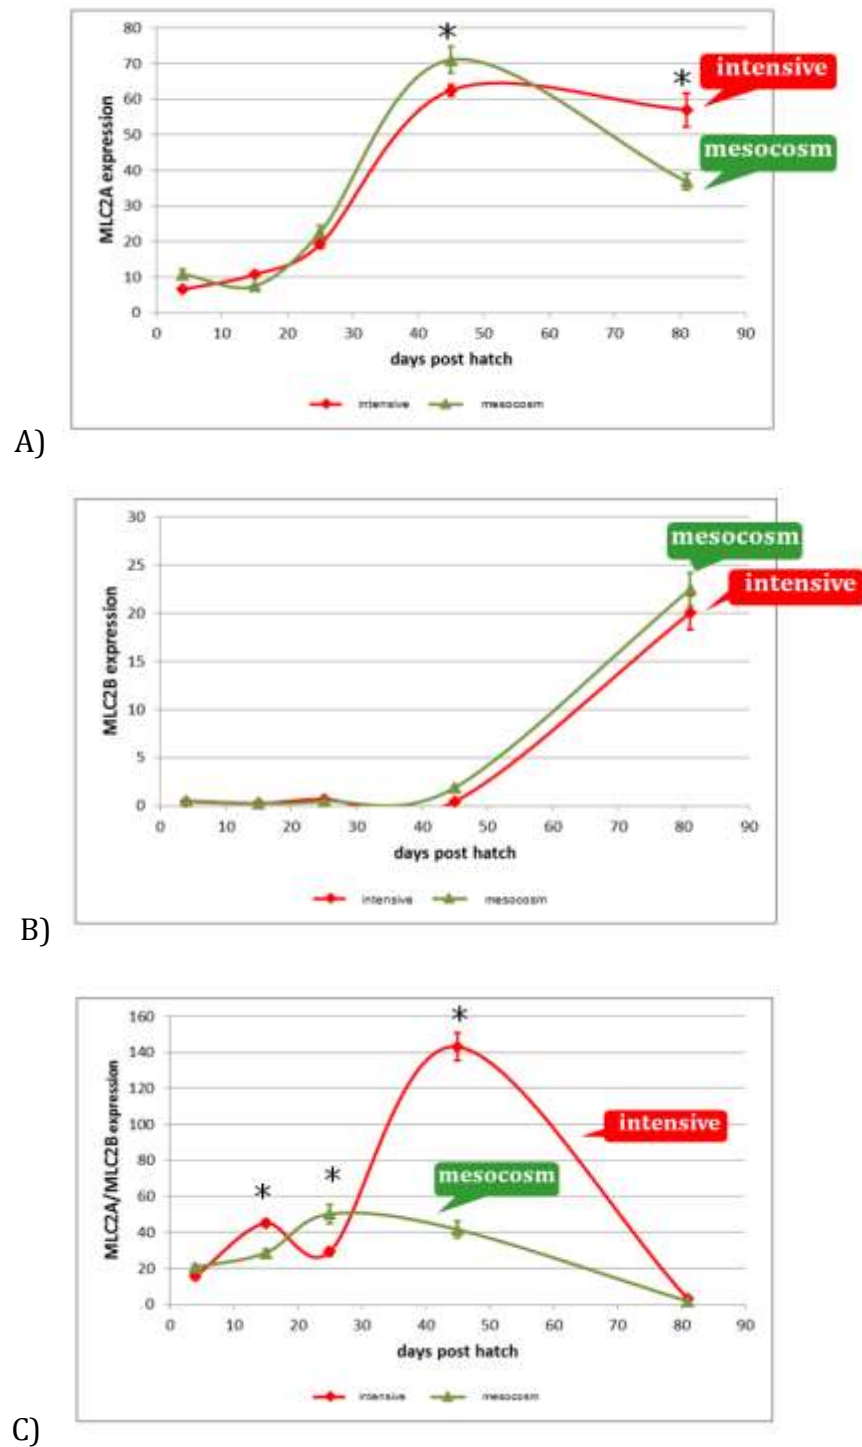 80
70
60
50
40
30
20
10
0
MLC2A expression
*
*
intensive
mesocosm
0 10 20 30 40 50 60 70 80 90
days post hatch
intensive mesocosm
A)
30
25
20
15
10
5
0
MLC2B expression
mesocosm
intensive
0 10 20 30 40 50 60 70 80 90
days post hatch
intensive mesocosm
B)
160
140
120
100
80
60
40
20
0
MLC2A/MLC2B expression
*
*
*
intensive
mesocosm
0 10 20 30 40 50 60 70 80 90
days post hatch
intensive mesocosm
C)